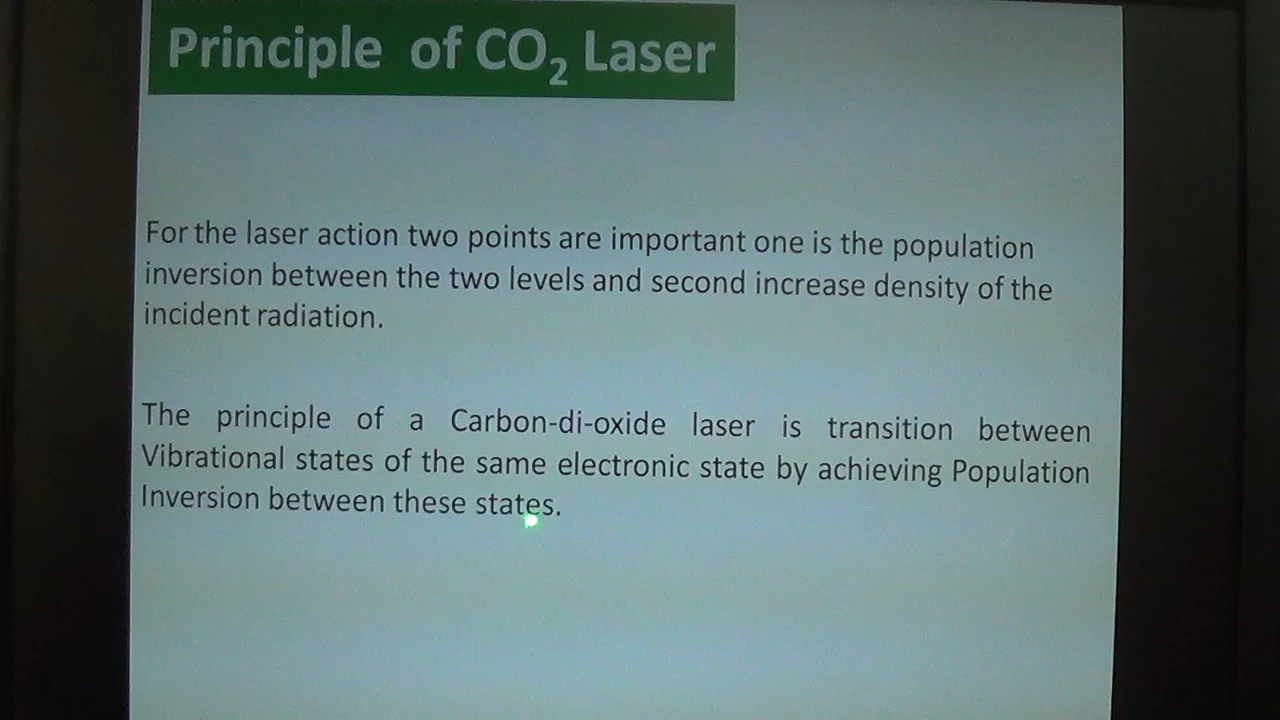 Principle of CO₂ Laser
For the laser action two points are important one is the population
inversion between the two levels and second increase density of the
incident radiation.
The principle of a Carbon-di-oxide laser is transition between
Vibrational states of the same electronic state by achieving Population
Inversion between these states.